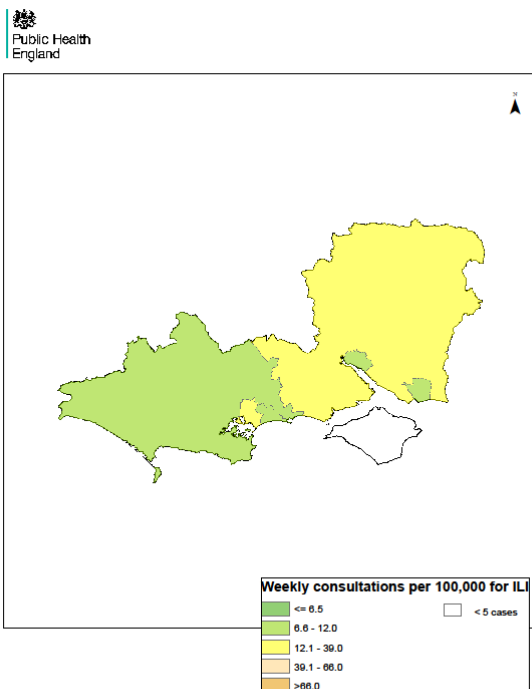 Public Health
England
N
Weekly consultations per 100,000 for ILI
<= 6.5
< 5 cases
6.6 - 12.0
12.1 - 39.0
39.1 - 66.0
>66.0